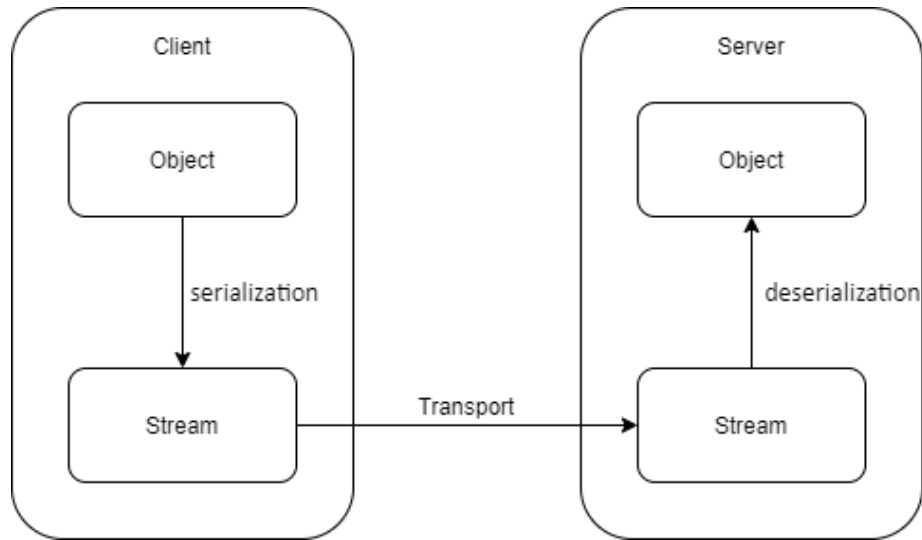 Client
Server
Object
Object
serialization
deserialization
Transport
Stream
Stream